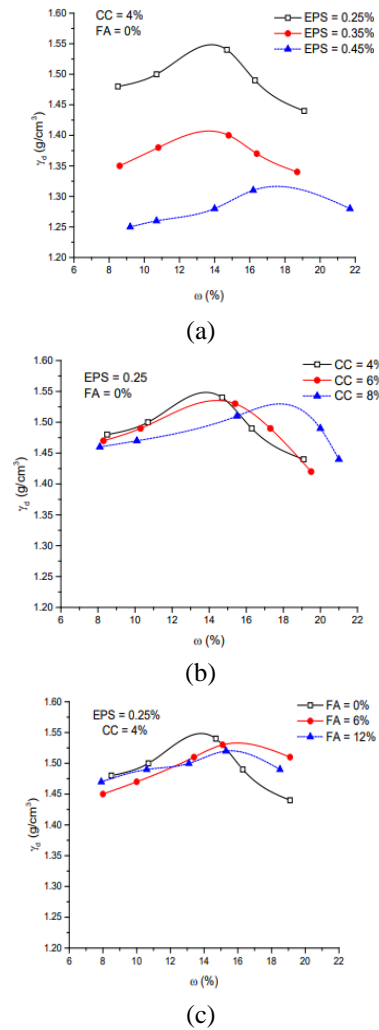 CC = 4%
FA = 0%
EPS = 0.25%
EPS = 0.35%
EPS = 0.45%
1.60
1.55
1.50
1.45
1.40
1.35
1.30
1.25
1.20
γd (g/cm³)
6 8 10 12 14 16 18 20 22
ω (%)
(a)
EPS = 0.25
FA = 0%
CC = 4%
CC = 6%
CC = 8%
1.60
1.55
1.50
1.45
1.40
1.35
1.30
1.25
1.20
γd (g/cm³)
6 8 10 12 14 16 18 20 22
ω (%)
(b)
EPS = 0.25%
CC = 4%
FA = 0%
FA = 6%
FA = 12%
1.60
1.55
1.50
1.45
1.40
1.35
1.30
1.25
1.20
γd (g/cm³)
6 8 10 12 14 16 18 20 22
ω (%)
(c)